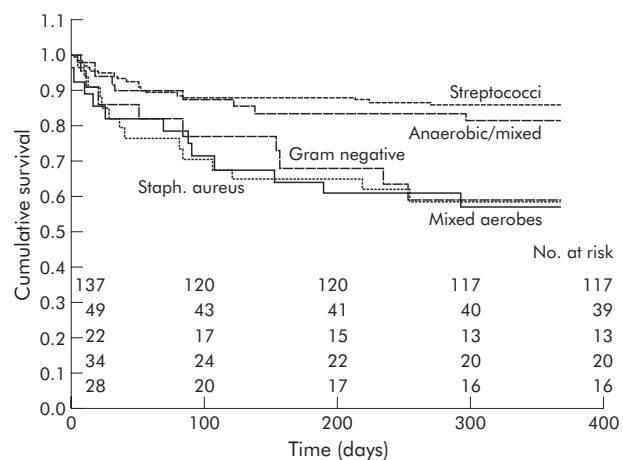 1.1
1.0
0.9
0.8
0.7
0.6
0.5
0.4
0.3
0.2
0.1
0.0
Cumulative survival
Streptococci
Anaerobic/mixed
Gram negative
Staph. aureus
Mixed aerobes
No. at risk
137 120 120 117 117
49 43 41 40 39
22 17 15 13 13
34 24 22 20 20
28 20 17 16 16
0 100 200 300 400
Time (days)